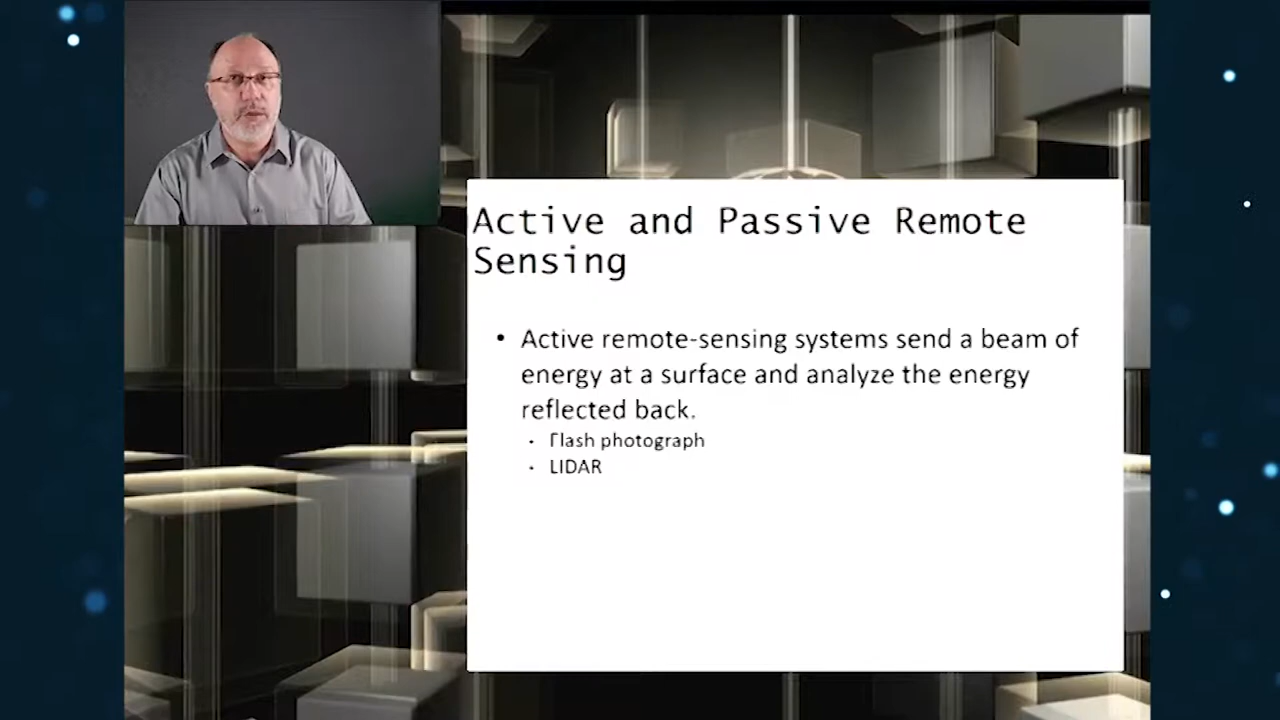 Active and Passive Remote
Sensing
• Active remote-sensing systems send a beam of
energy at a surface and analyze the energy
reflected back.
• Flash photograph
• LIDAR